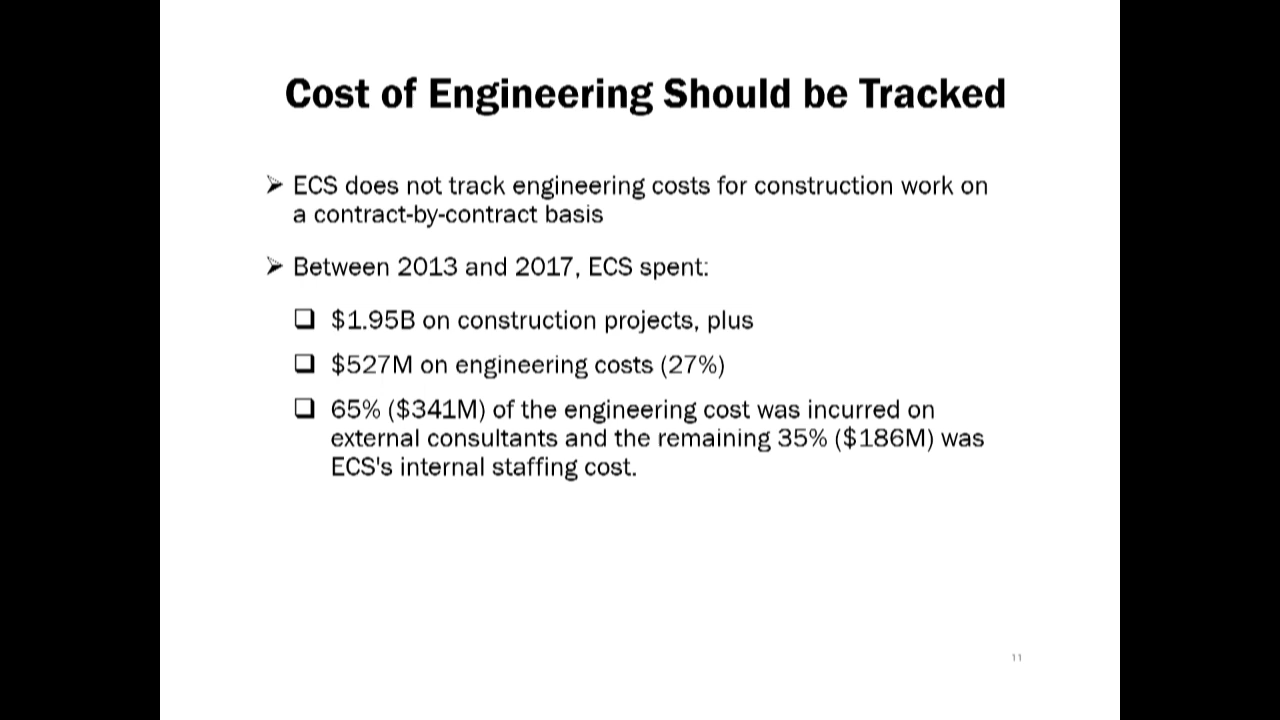 Cost of Engineering Should be Tracked
➢ ECS does not track engineering costs for construction work on
a contract-by-contract basis
➢ Between 2013 and 2017, ECS spent:
❑ $1.95B on construction projects, plus
❑ $527M on engineering costs (27%)
❑ 65% ($341M) of the engineering cost was incurred on
external consultants and the remaining 35% ($186M) was
ECS's internal staffing cost.
11